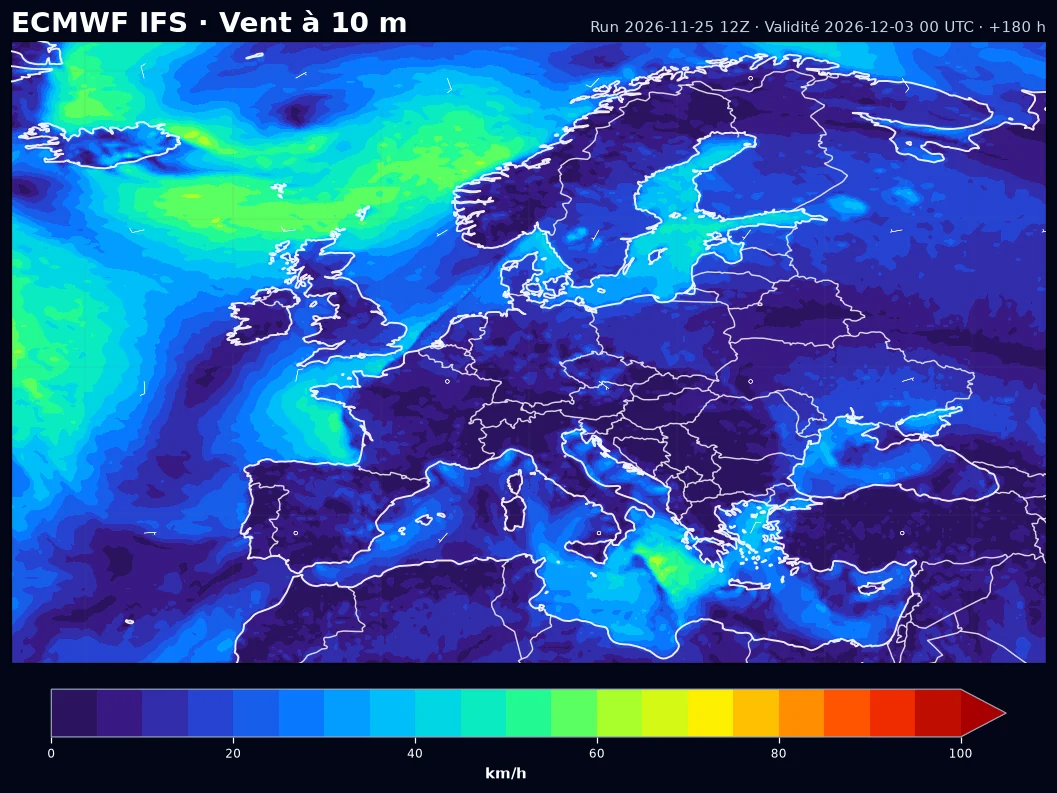 ECMWF IFS · Vent à 10 m
Run 2026-11-25 12Z · Validité 2026-12-03 00 UTC · +180 h
0 20 40 60 80 100
km/h